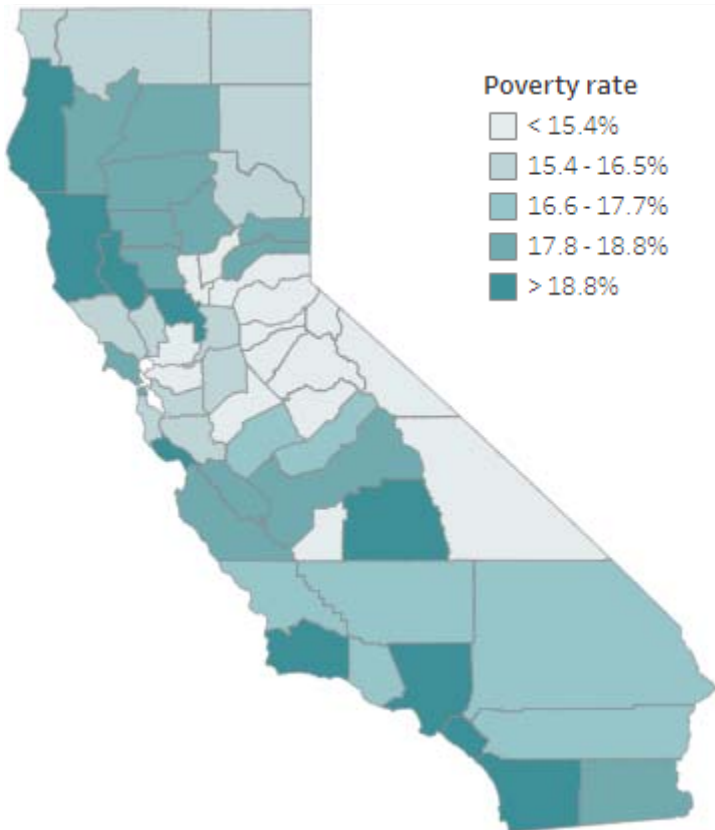 Poverty rate
< 15.4%
15.4 - 16.5%
16.6 - 17.7%
17.8 - 18.8%
> 18.8%